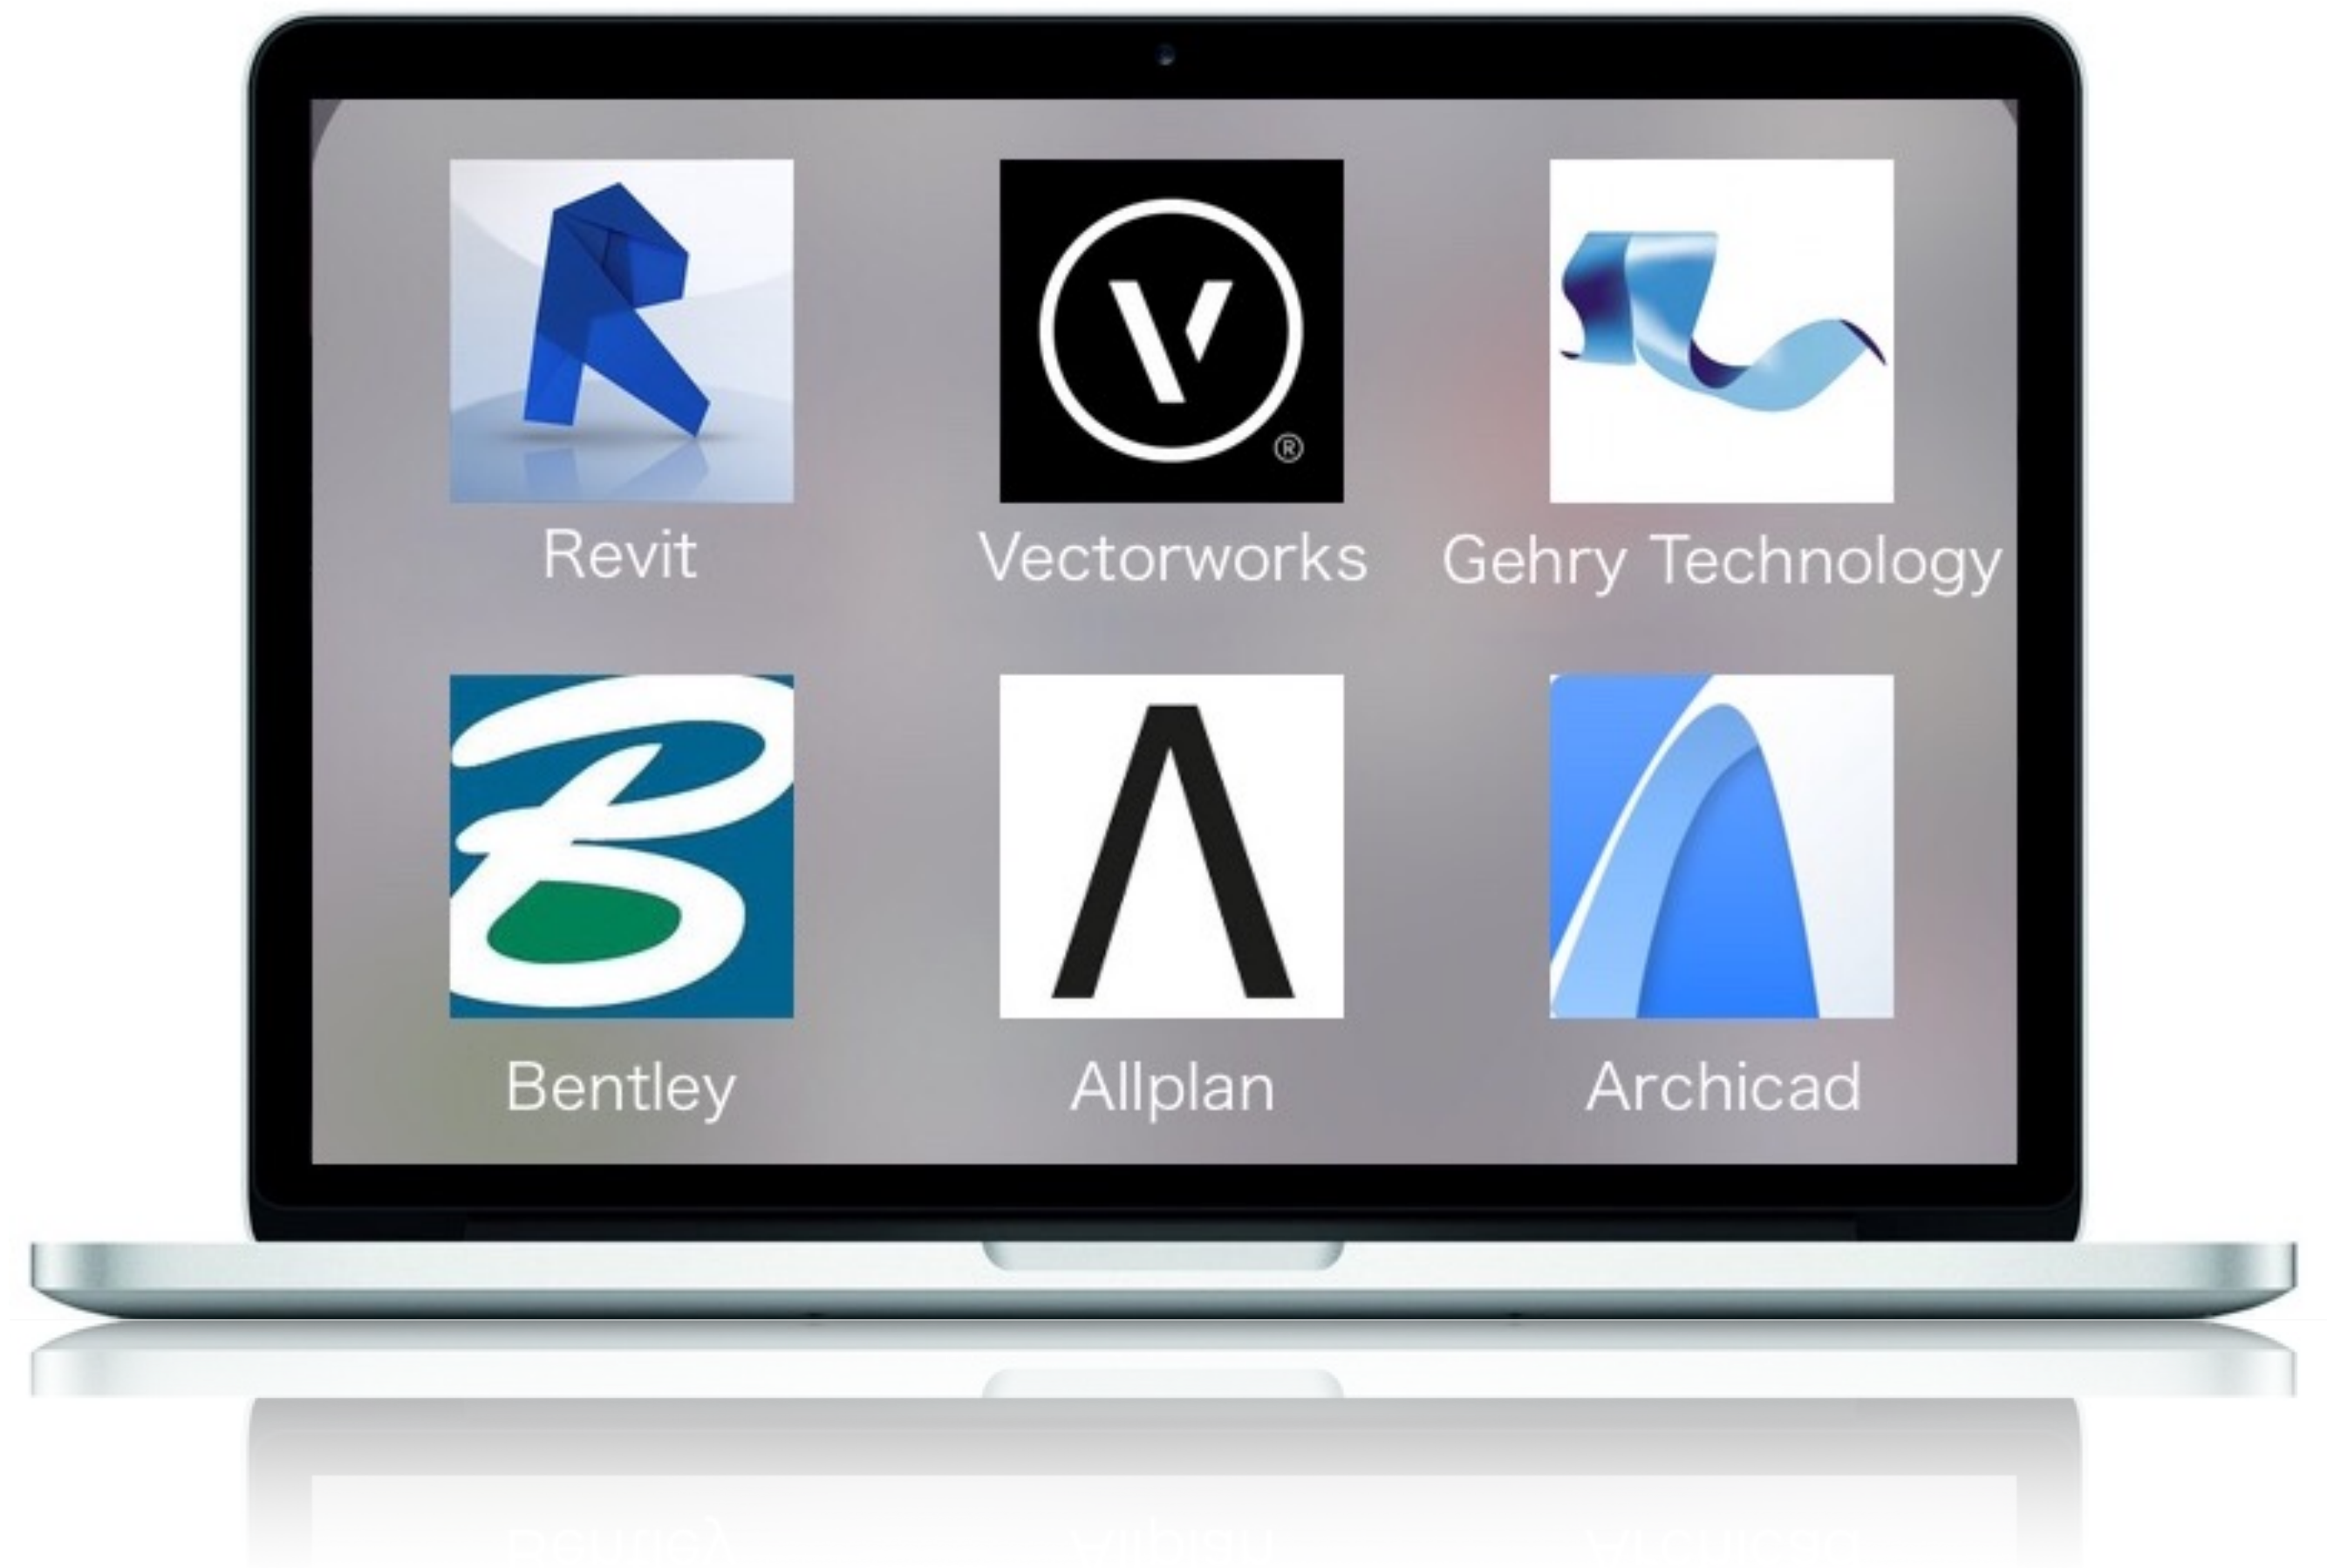 Revit
Vectorworks
Gehry Technology
Bentley
Allplan
Archicad